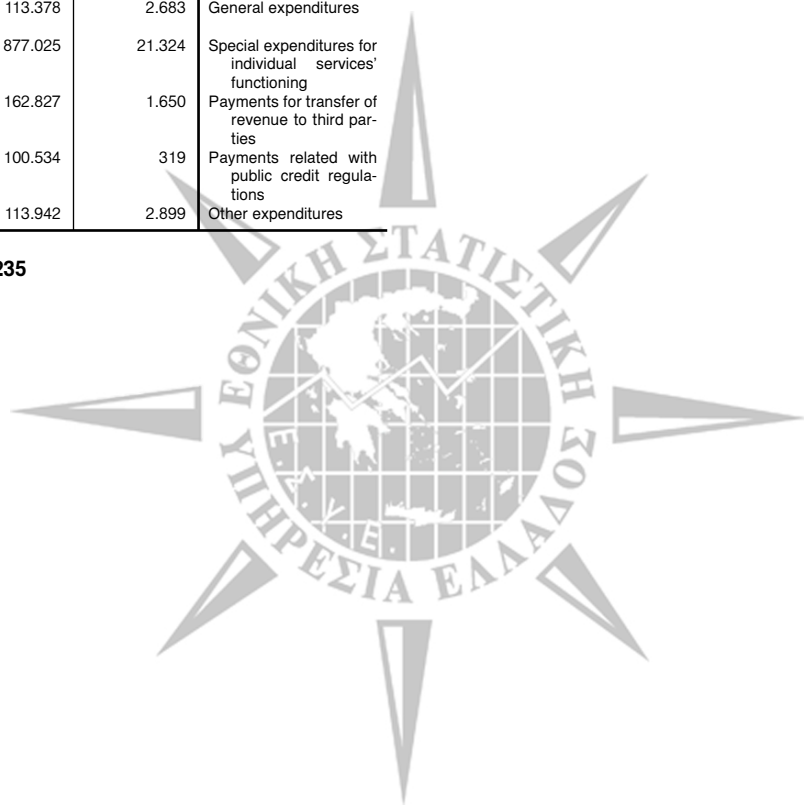 113.378 2.683 General expenditures
877.025 21.324 Special expenditures for
individual services'
functioning
162.827 1.650 Payments for transfer of
revenue to third par-
ties
100.534 319 Payments related with
public credit regula-
tions
113.942 2.899 Other expenditures
235
ΕΘΝΙΚΗ ΣΤΑΤΙΣΤΙΚΗ
ΥΠΗΡΕΣΙΑ ΕΛΛΑΔΟΣ
Ε.Σ.Υ.Ε.